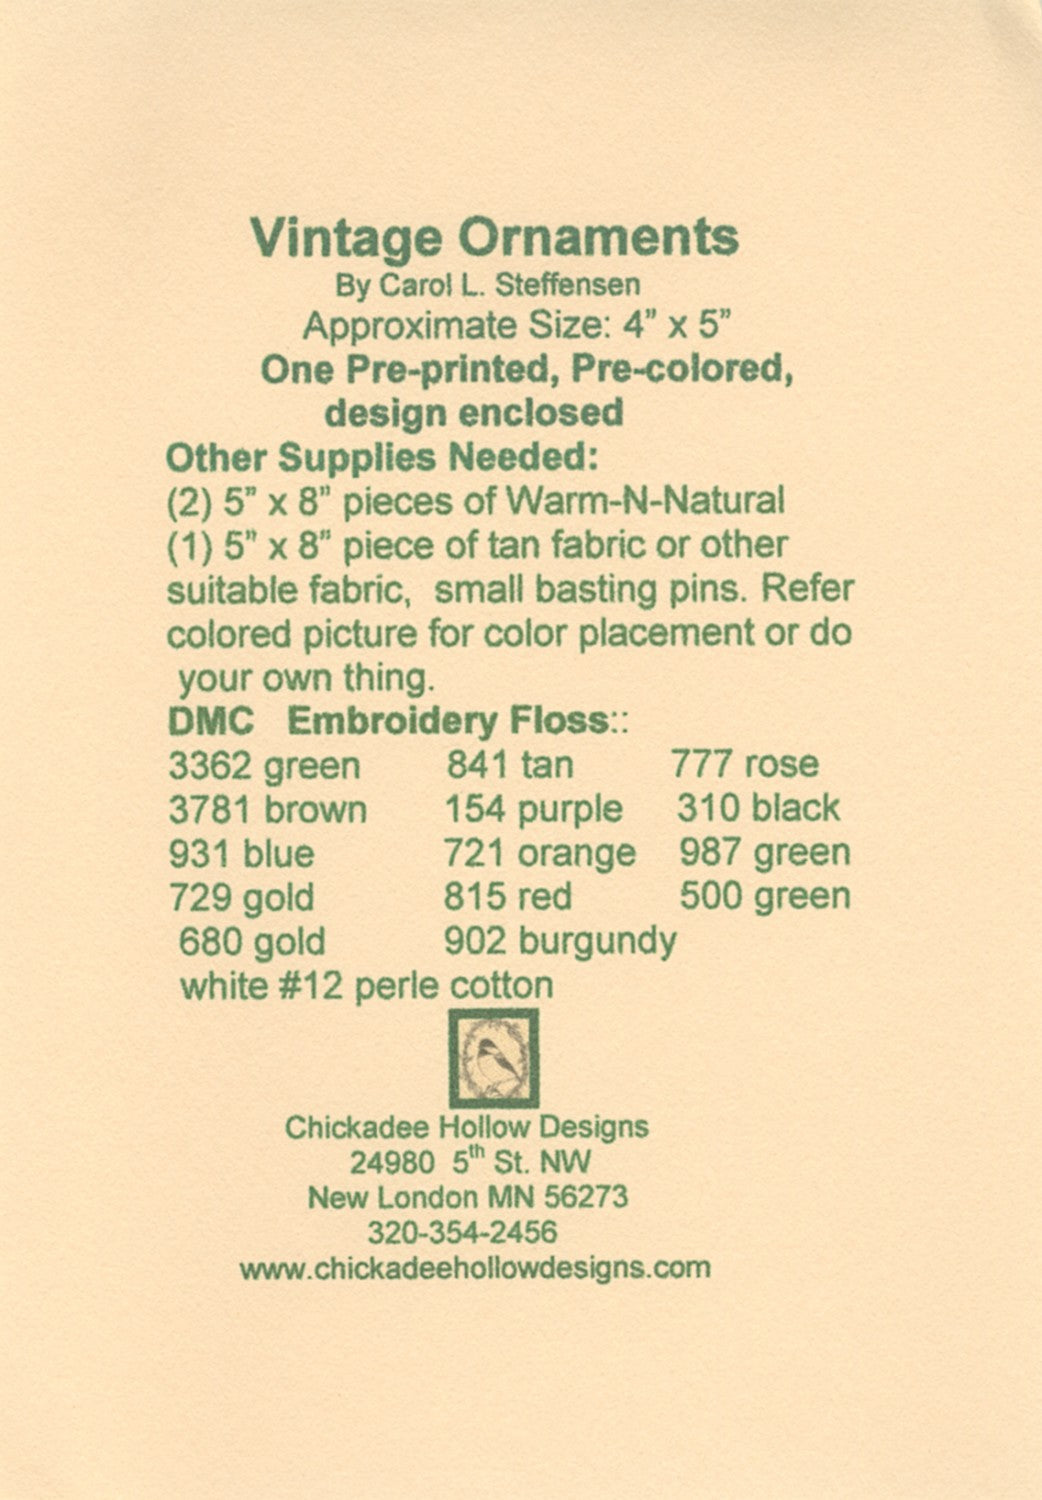 Vintage Ornaments
By Carol L. Steffensen
Approximate Size: 4” x 5”
One Pre-printed, Pre-colored,
design enclosed
Other Supplies Needed:
(2) 5” x 8” pieces of Warm-N-Natural
(1) 5” x 8” piece of tan fabric or other
suitable fabric, small basting pins. Refer
colored picture for color placement or do
your own thing.
DMC Embroidery Floss::
3362 green 841 tan 777 rose
3781 brown 154 purple 310 black
931 blue 721 orange 987 green
729 gold 815 red 500 green
680 gold 902 burgundy
white #12 perle cotton
Chickadee Hollow Designs
24980 5th St. NW
New London MN 56273
320-354-2456
www.chickadeehollowdesigns.com